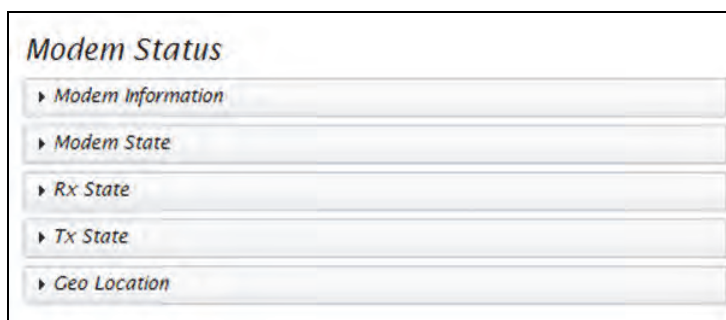 Modem Status
Modem Information
Modem State
Rx State
Tx State
Geo Location